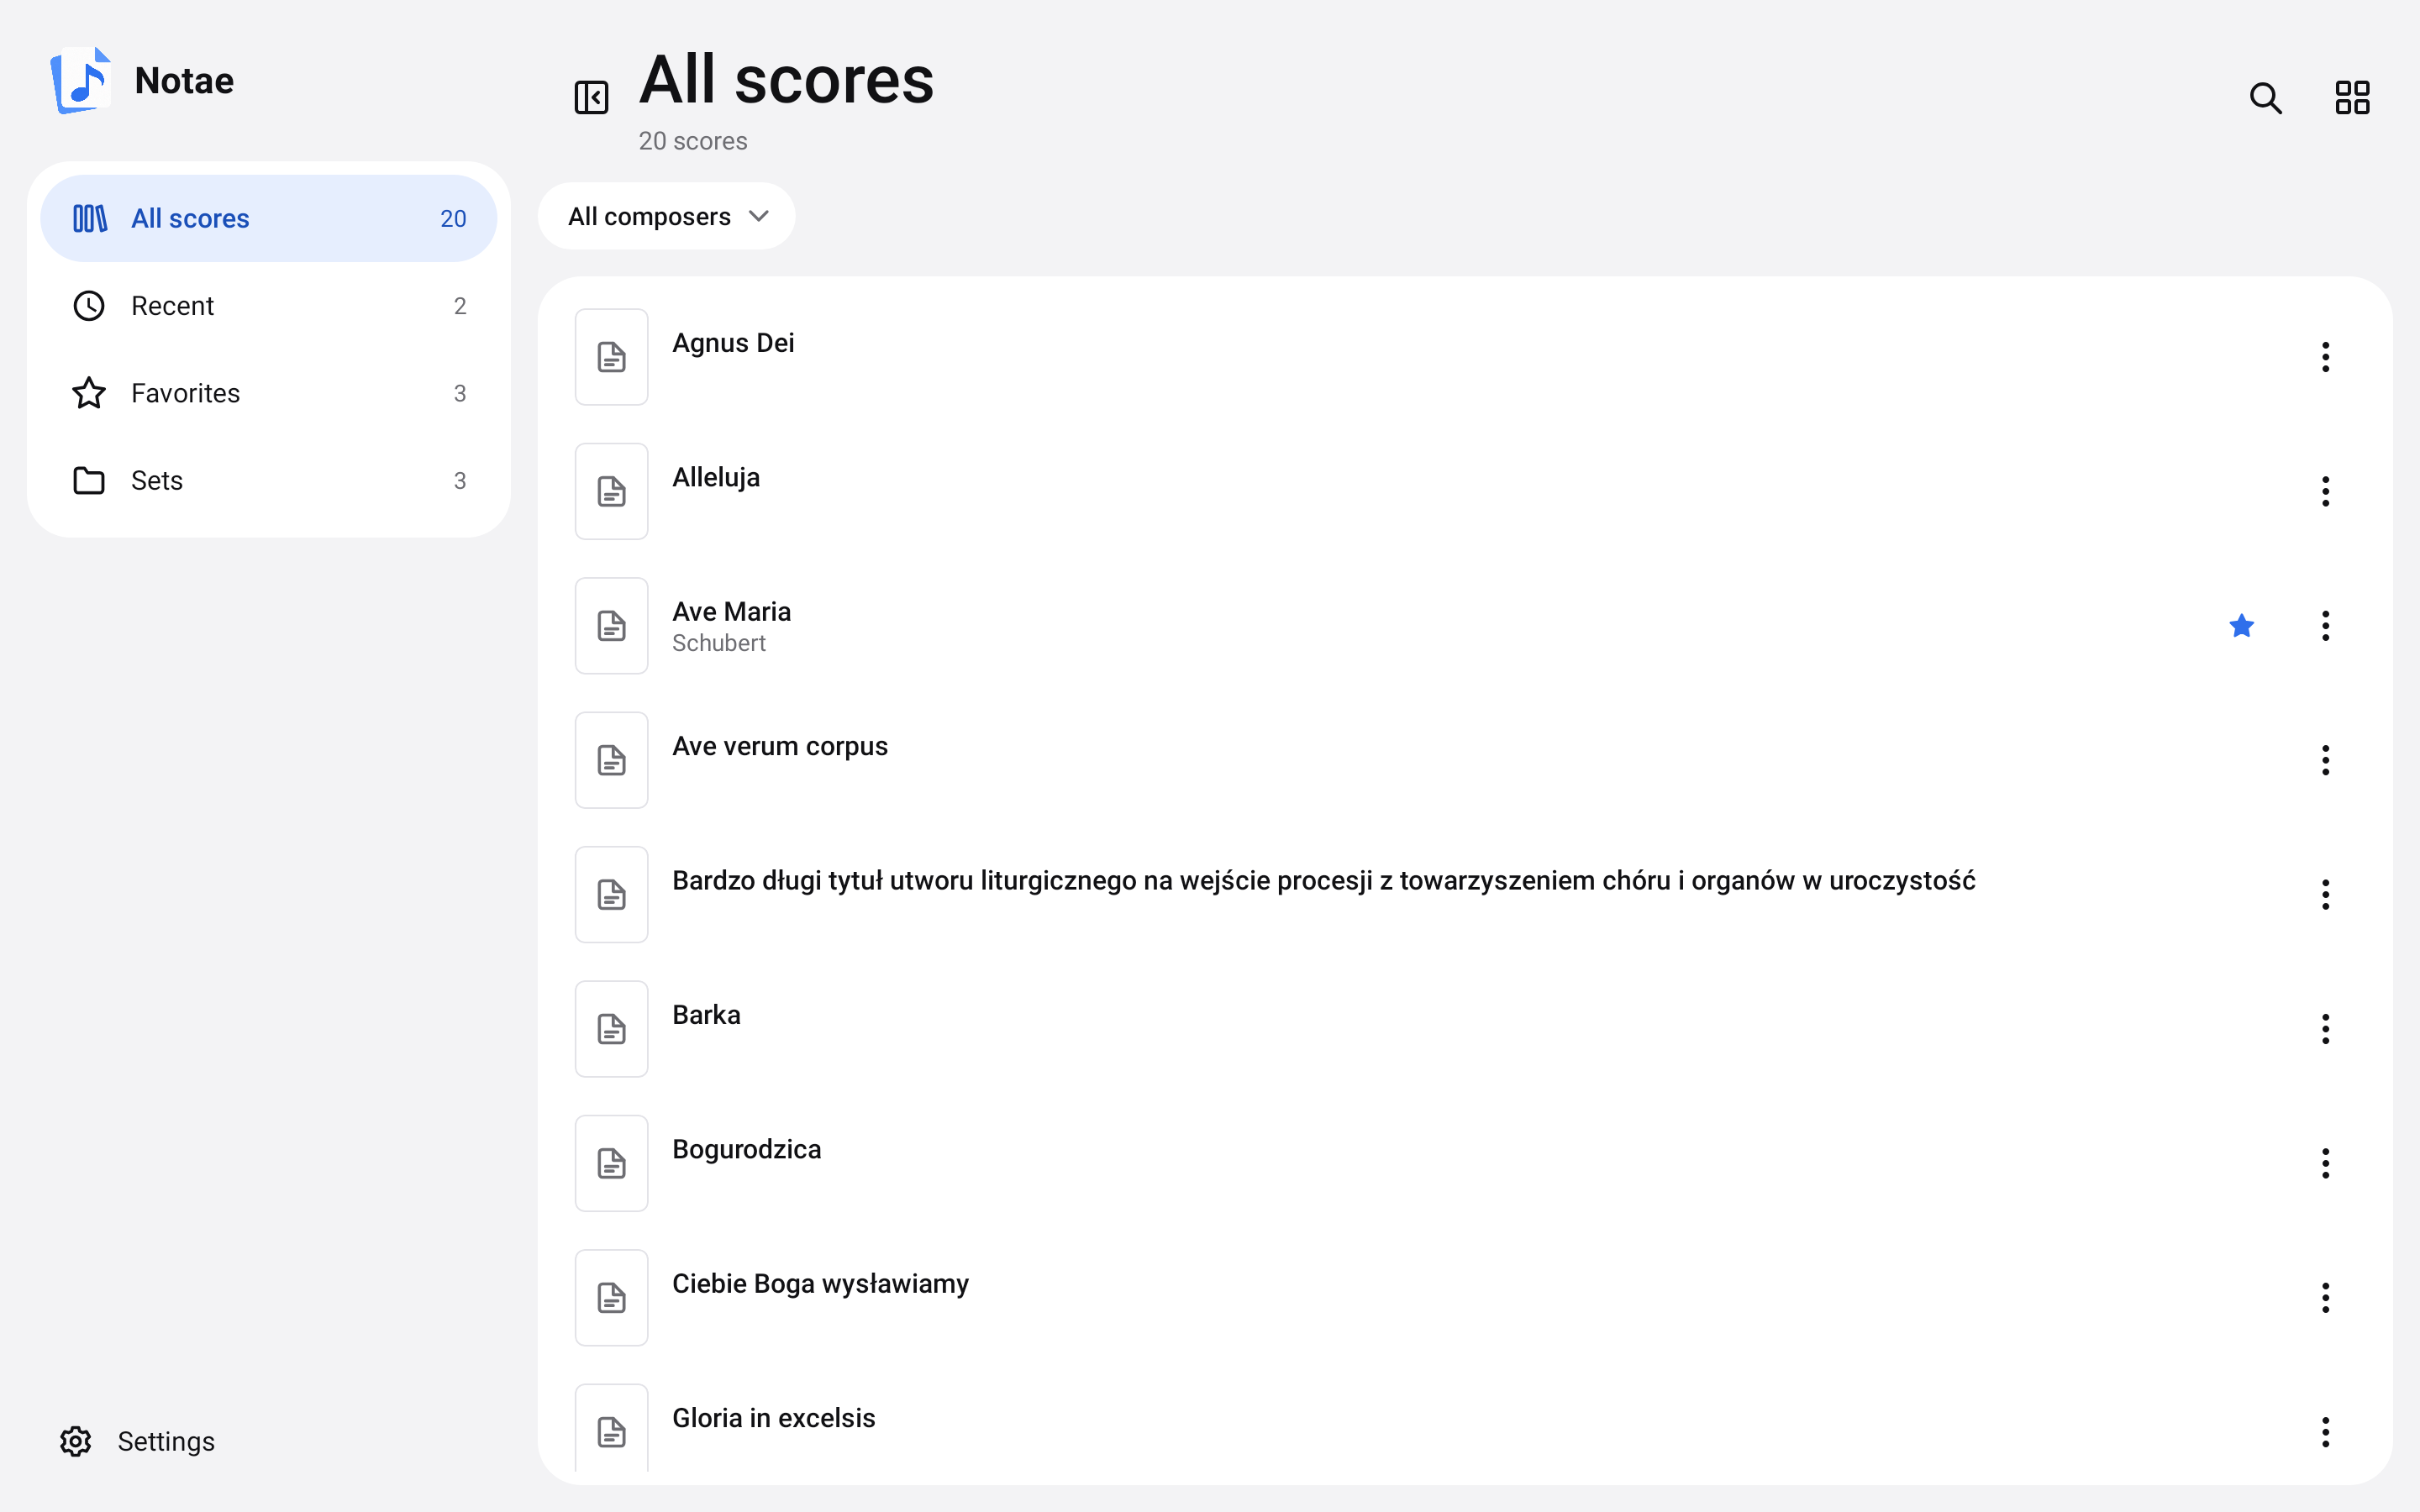 Notae
All scores
20 scores
All scores 20
Recent 2
Favorites 3
Sets 3
Settings
All composers
Agnus Dei
Alleluja
Ave Maria
Schubert
Ave verum corpus
Bardzo długi tytuł utworu liturgicznego na wejście procesji z towarzyszeniem chóru i organów w uroczystość
Barka
Bogurodzica
Ciebie Boga wysławiamy
Gloria in excelsis